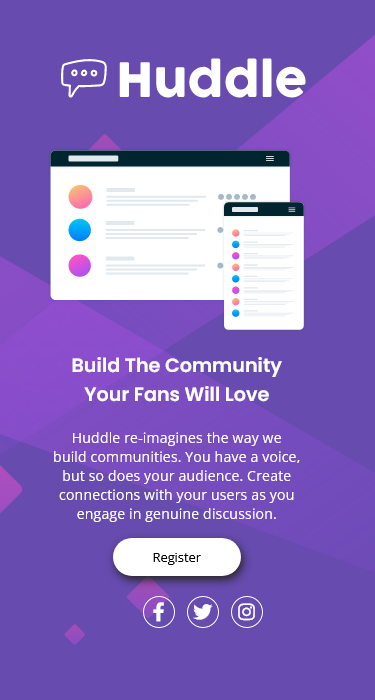 Huddle
Build The Community
Your Fans Will Love
Huddle re-imagines the way we
build communities. You have a voice,
but so does your audience. Create
connections with your users as you
engage in genuine discussion.
Register